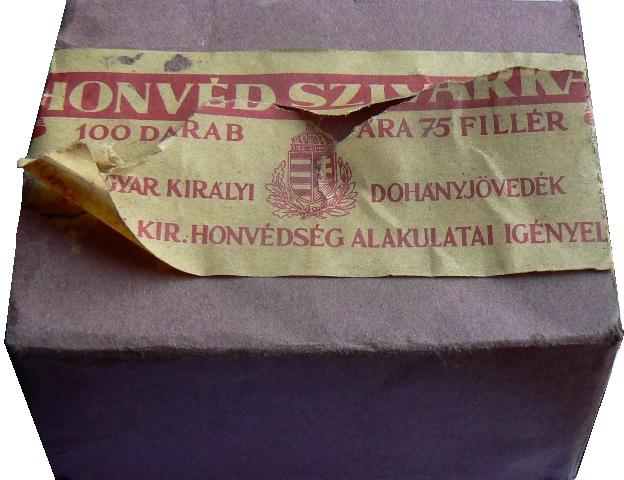 HONVÉD SZIVARKA
100 DARAB ÁRA 75 FILLÉR
GYAR KIRÁLYI DOHÁNYJÖVEDÉK
KIR. HONVÉDSÉG ALAKULATAI IGÉNYEL